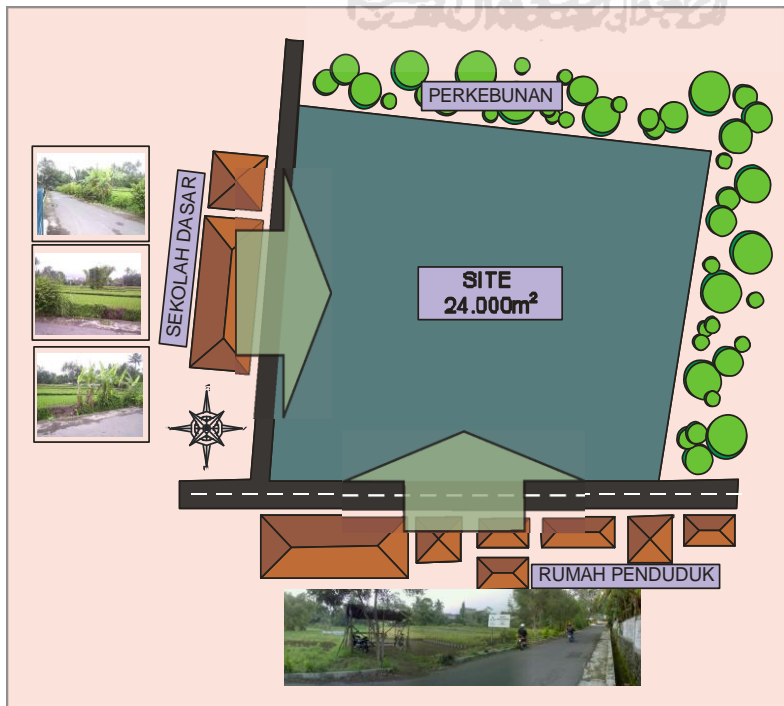 PERKEBUNAN
SEKOLAH DASAR
SITE
24.000m²
RUMAH PENDUDUK